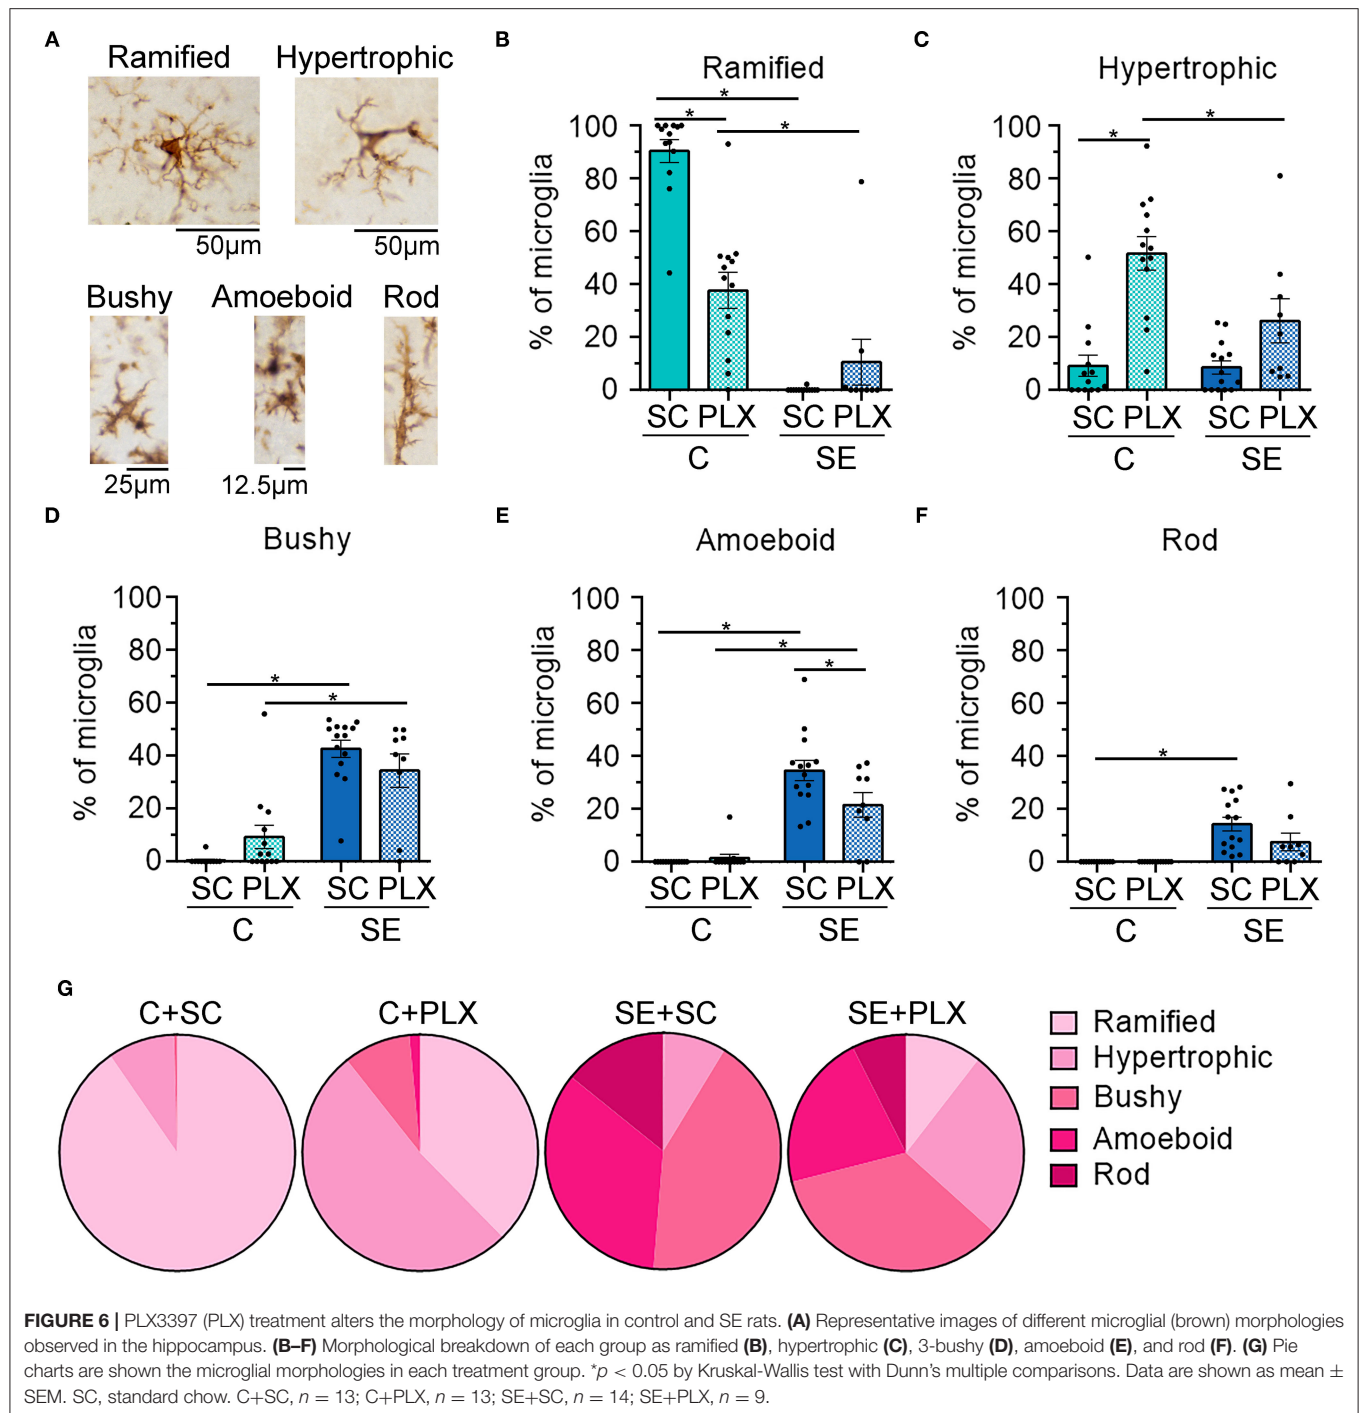 A
Ramified
Hypertrophic
50µm
50µm
Bushy
Amoeboid
Rod
25µm
12.5µm
B
Ramified
% of microglia
100
80
60
40
20
0
*
*
*
SC PLX
SC PLX
C
SE
C
Hypertrophic
% of microglia
100
80
60
40
20
0
*
*
SC PLX
SC PLX
C
SE
D
Bushy
% of microglia
100
80
60
40
20
0
*
*
SC PLX
SC PLX
C
SE
E
Amoeboid
% of microglia
100
80
60
40
20
0
*
*
*
SC PLX
SC PLX
C
SE
F
Rod
% of microglia
100
80
60
40
20
0
*
SC PLX
SC PLX
C
SE
G
C+SC
C+PLX
SE+SC
SE+PLX
Ramified
Hypertrophic
Bushy
Amoeboid
Rod
FIGURE 6 | PLX3397 (PLX) treatment alters the morphology of microglia in control and SE rats. (A) Representative images of different microglial (brown) morphologies
observed in the hippocampus. (B–F) Morphological breakdown of each group as ramified (B), hypertrophic (C), 3-bushy (D), amoeboid (E), and rod (F). (G) Pie
charts are shown the microglial morphologies in each treatment group. *p < 0.05 by Kruskal-Wallis test with Dunn's multiple comparisons. Data are shown as mean ±
SEM. SC, standard chow. C+SC, n = 13; C+PLX, n = 13; SE+SC, n = 14; SE+PLX, n = 9.